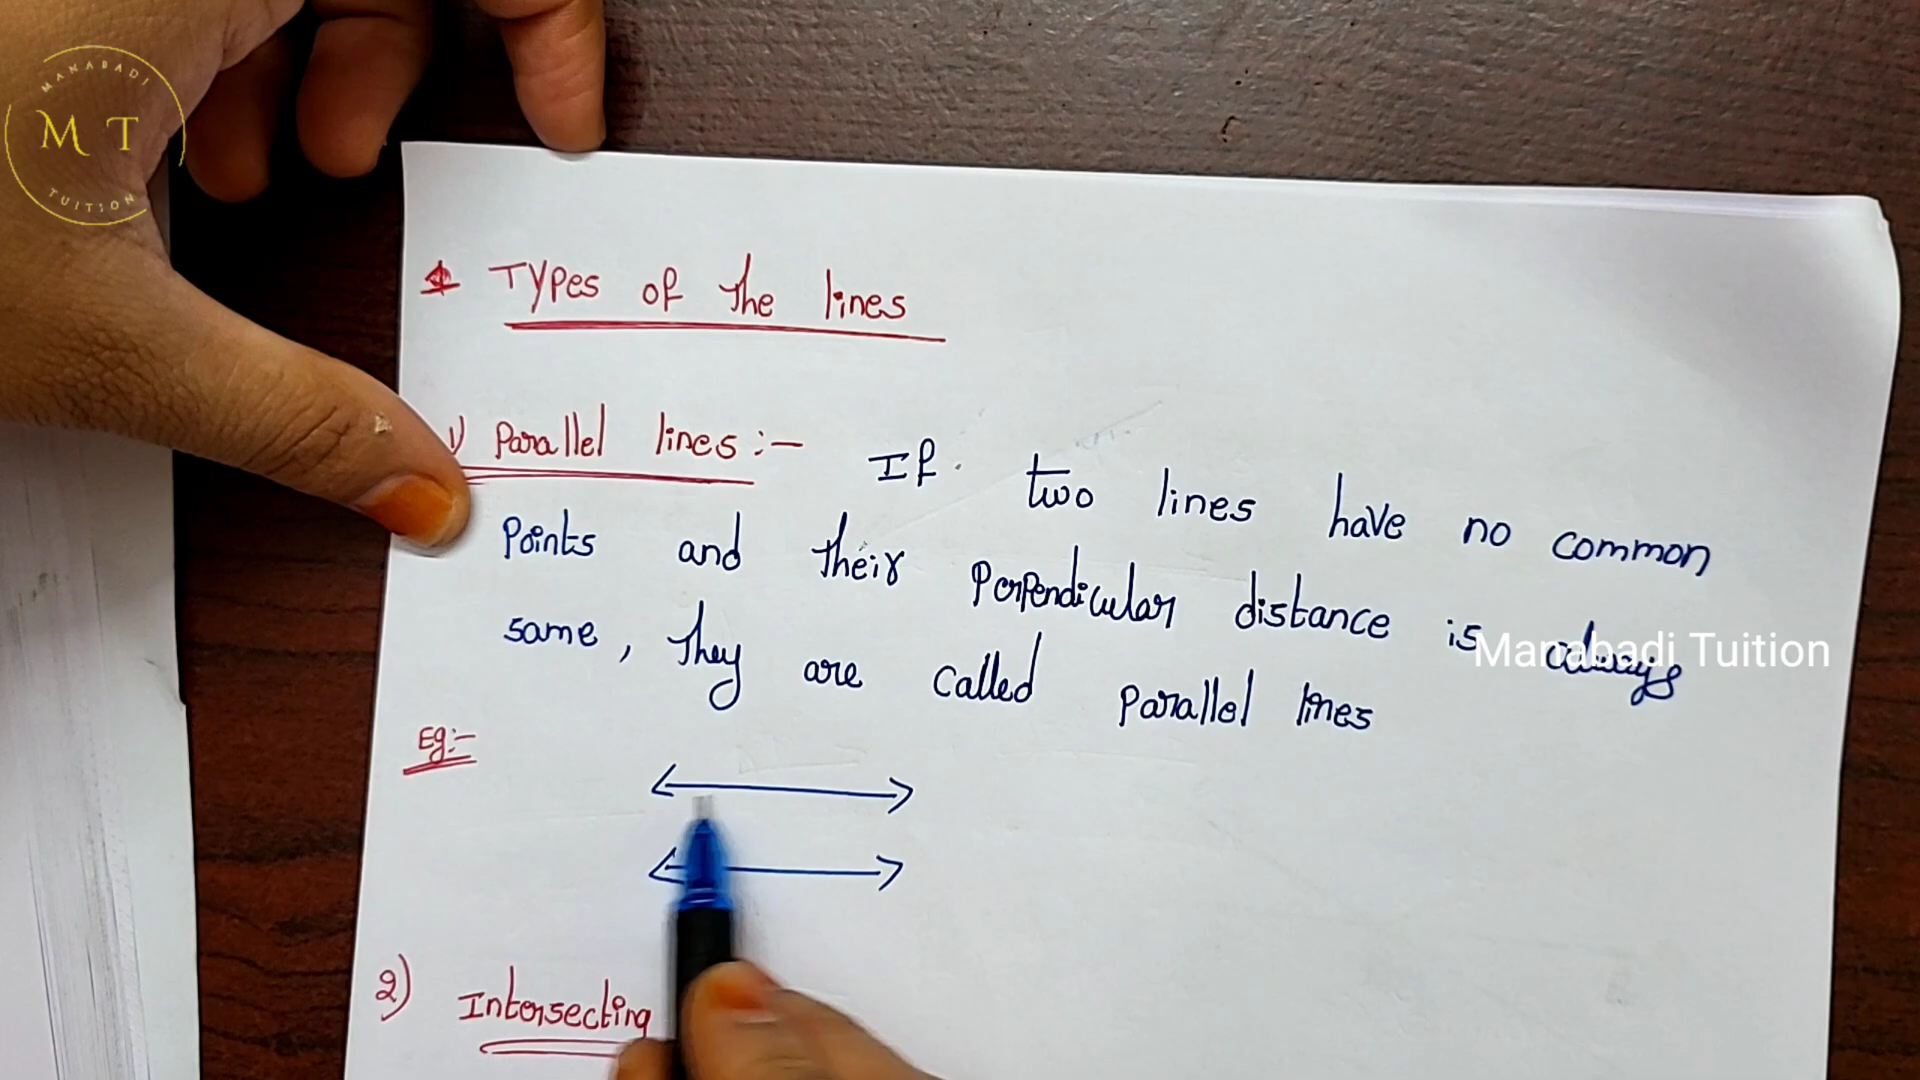 MANABADI
M T
TUITION
Types of the lines
1) Parallel lines :- If two lines have no common
points and their perpendicular distance is always
same, they are called parallel lines
Manabadi Tuition
Eg:-
2) Intersecting